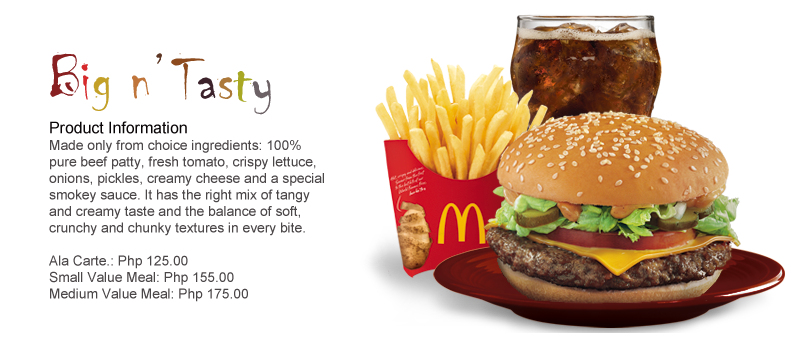 Big n' Tasty
Product Information
Made only from choice ingredients: 100%
pure beef patty, fresh tomato, crispy lettuce,
onions, pickles, creamy cheese and a special
smokey sauce. It has the right mix of tangy
and creamy taste and the balance of soft,
crunchy and chunky textures in every bite.
Ala Carte.: Php 125.00
Small Value Meal: Php 155.00
Medium Value Meal: Php 175.00